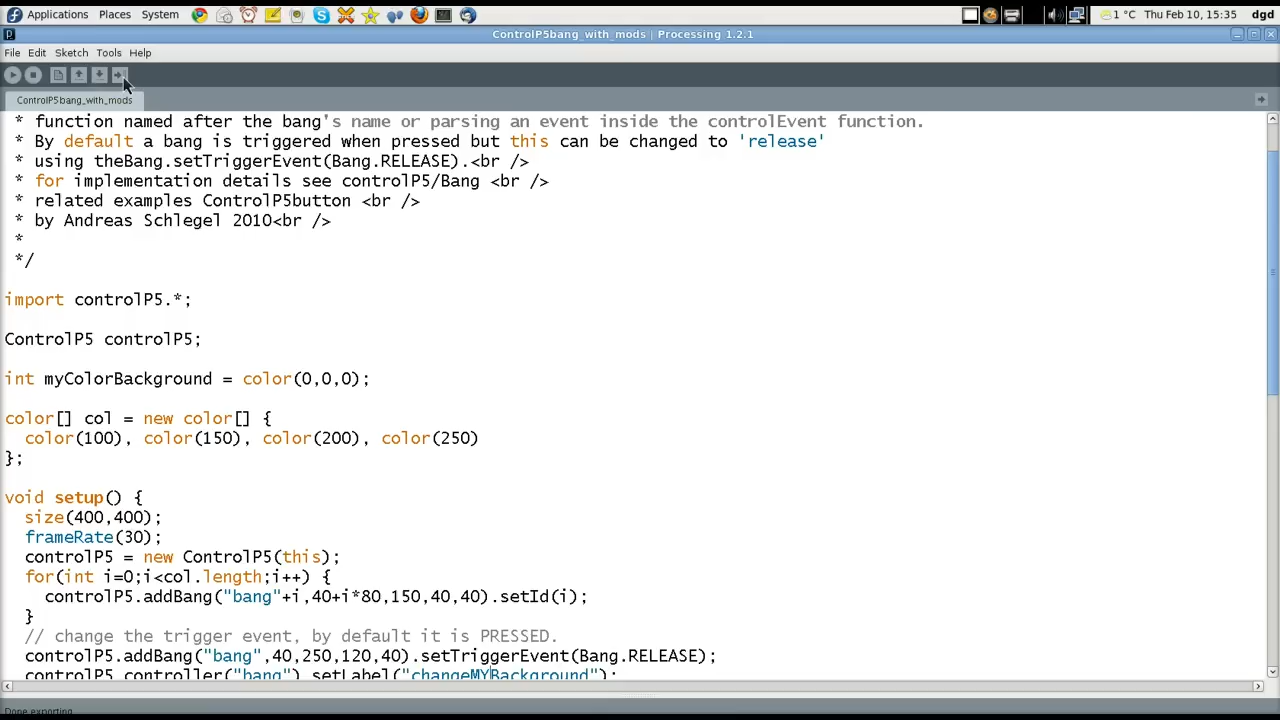 Applications Places System 1 °C Thu Feb 10, 15:35 dgd
ControlP5bang_with_mods | Processing 1.2.1
File Edit Sketch Tools Help
ControlP5bang_with_mods
* function named after the bang's name or parsing an event inside the controlEvent function.
* By default a bang is triggered when pressed but this can be changed to 'release'
* using theBang.setTriggerEvent(Bang.RELEASE).<br />
* for implementation details see controlP5/Bang <br />
* related examples ControlP5button <br />
* by Andreas Schlegel 2010<br />
*
*/
import controlP5.*;
ControlP5 controlP5;
int myColorBackground = color(0,0,0);
color[] col = new color[] {
color(100), color(150), color(200), color(250)
};
void setup() {
size(400,400);
frameRate(30);
controlP5 = new ControlP5(this);
for(int i=0;i<col.length;i++) {
controlP5.addBang("bang"+i,40+i*80,150,40,40).setId(i);
}
// change the trigger event, by default it is PRESSED.
controlP5.addBang("bang",40,250,120,40).setTriggerEvent(Bang.RELEASE);
controlP5.controller("bang").setLabel("changeMYBackground");
Done exporting.